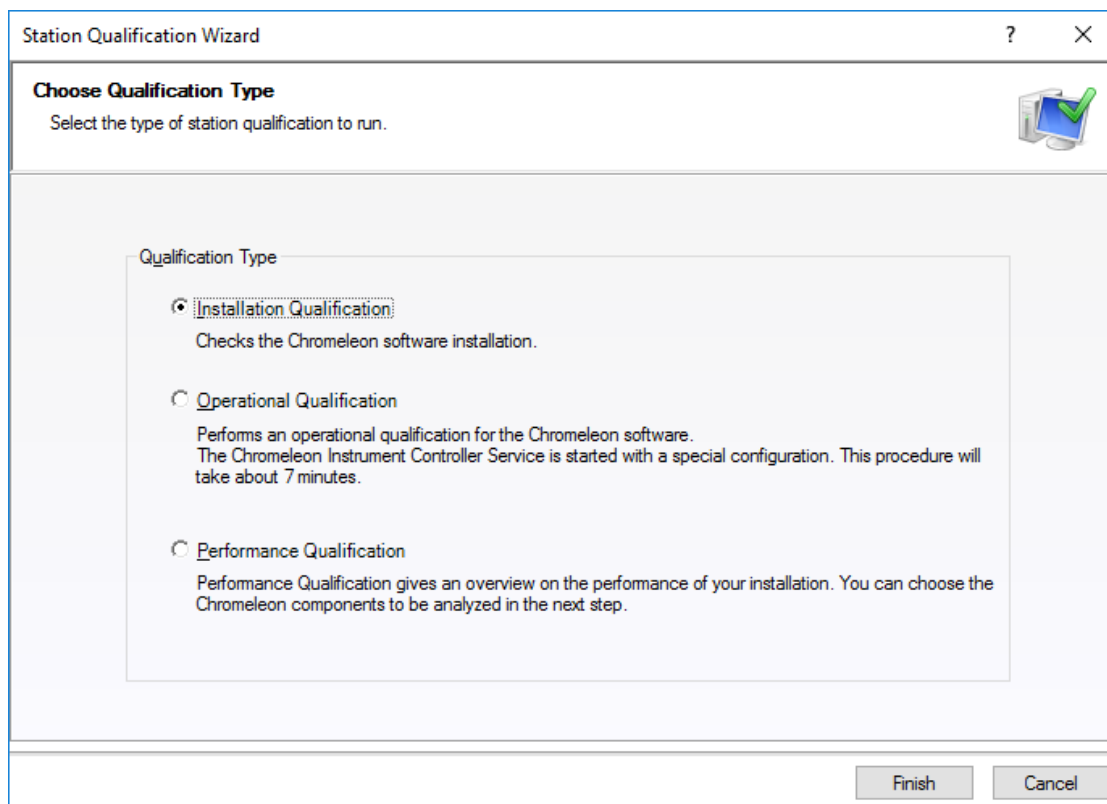 Station Qualification Wizard
?
Choose Qualification Type
Select the type of station qualification to run.
Qualification Type
Installation Qualification
Checks the Chromeleon software installation.
Operational Qualification
Performs an operational qualification for the Chromeleon software.
The Chromeleon Instrument Controller Service is started with a special configuration. This procedure will
take about 7 minutes.
Performance Qualification
Performance Qualification gives an overview on the performance of your installation. You can choose the
Chromeleon components to be analyzed in the next step.
Finish
Cancel